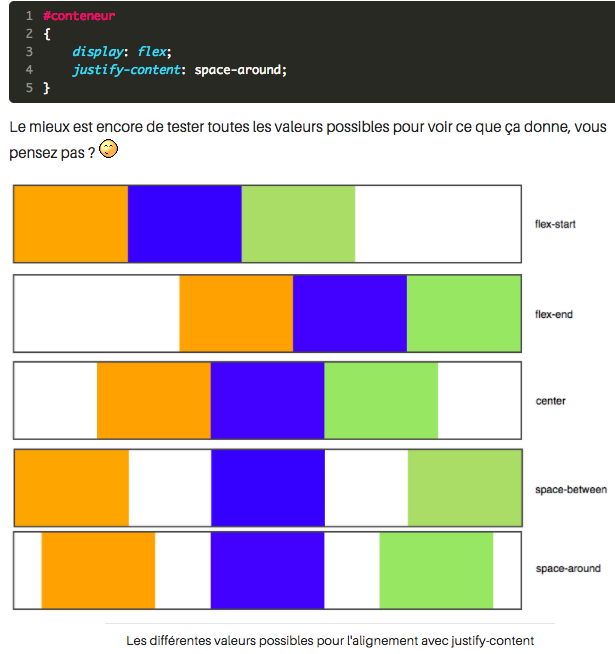 1 #conteneur
2 {
3 display: flex;
4 justify-content: space-around;
5 }
Le mieux est encore de tester toutes les valeurs possibles pour voir ce que ça donne, vous
pensez pas ?
flex-start
flex-end
center
space-between
space-around
Les différentes valeurs possibles pour l'alignement avec justify-content